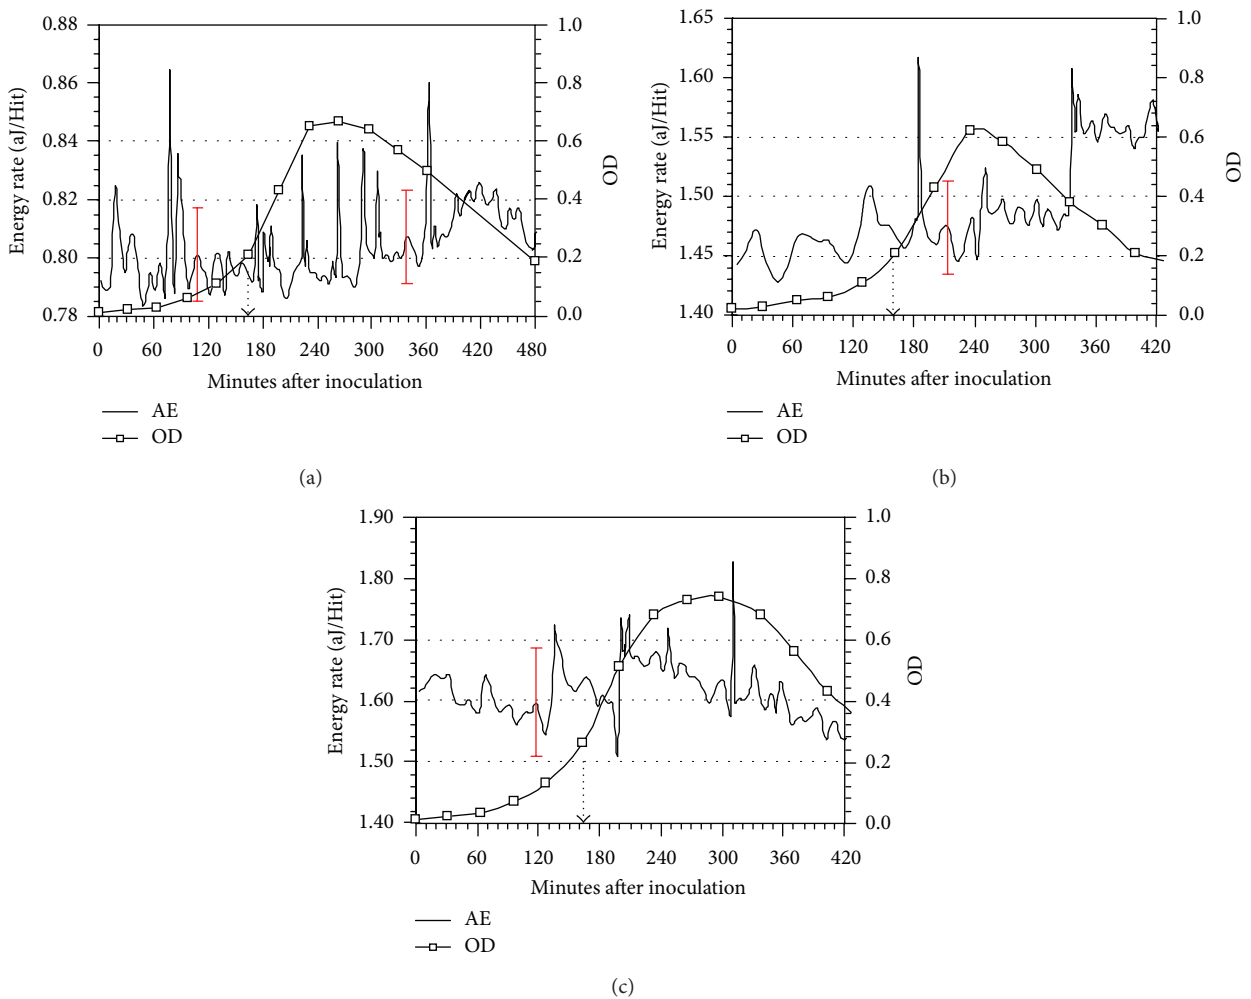 0.88
0.86
0.84
0.82
0.80
0.78
Energy rate (aJ/Hit)
1.0
0.8
0.6
0.4
0.2
0.0
OD
0 60 120 180 240 300 360 420 480
Minutes after inoculation
AE
OD
(a)
1.65
1.60
1.55
1.50
1.45
1.40
Energy rate (aJ/Hit)
1.0
0.8
0.6
0.4
0.2
0.0
OD
0 60 120 180 240 300 360 420
Minutes after inoculation
AE
OD
(b)
1.90
1.80
1.70
1.60
1.50
1.40
Energy rate (aJ/Hit)
1.0
0.8
0.6
0.4
0.2
0.0
OD
0 60 120 180 240 300 360 420
Minutes after inoculation
AE
OD
(c)